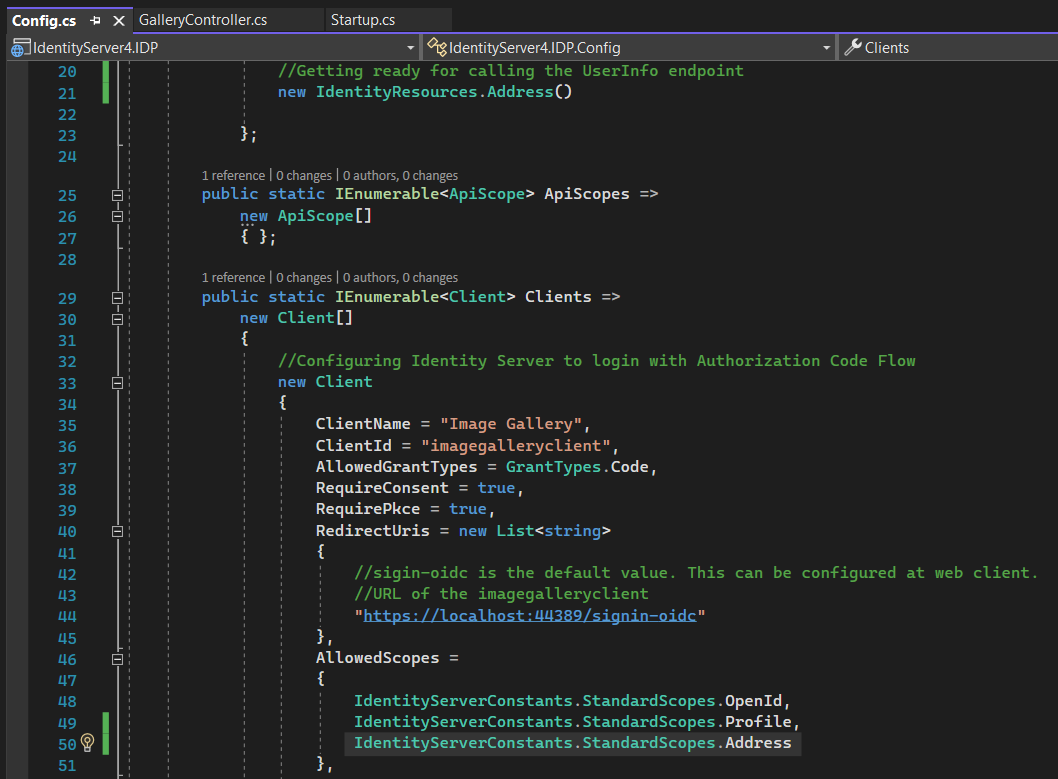 Config.cs
GalleryController.cs
Startup.cs
IdentityServer4.IDP
IdentityServer4.IDP.Config
Clients
20 //Getting ready for calling the UserInfo endpoint
21 new IdentityResources.Address()
22
23 };
24
1 reference | 0 changes | 0 authors, 0 changes
25 public static IEnumerable<ApiScope> ApiScopes =>
26 new ApiScope[]
27 { };
28
1 reference | 0 changes | 0 authors, 0 changes
29 public static IEnumerable<Client> Clients =>
30 new Client[]
31 {
32 //Configuring Identity Server to login with Authorization Code Flow
33 new Client
34 {
35 ClientName = "Image Gallery",
36 ClientId = "imagegalleryclient",
37 AllowedGrantTypes = GrantTypes.Code,
38 RequireConsent = true,
39 RequirePkce = true,
40 RedirectUris = new List<string>
41 {
42 //sigin-oidc is the default value. This can be configured at web client.
43 //URL of the imagegalleryclient
44 "https://localhost:44389/signin-oidc"
45 },
46 AllowedScopes =
47 {
48 IdentityServerConstants.StandardScopes.OpenId,
49 IdentityServerConstants.StandardScopes.Profile,
50 IdentityServerConstants.StandardScopes.Address
51 },